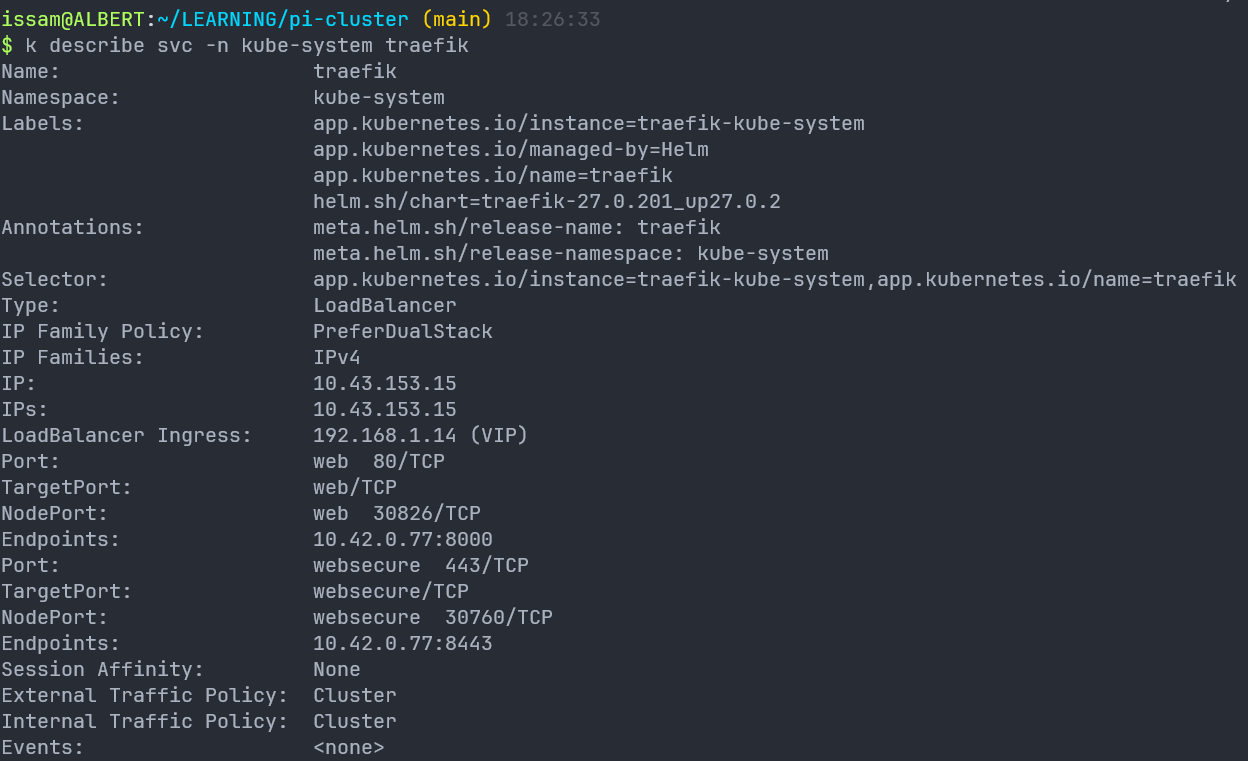 issam@ALBERT:~/LEARNING/pi-cluster (main) 18:26:33
$ k describe svc -n kube-system traefik
Name:                     traefik
Namespace:                kube-system
Labels:                   app.kubernetes.io/instance=traefik-kube-system
                          app.kubernetes.io/managed-by=Helm
                          app.kubernetes.io/name=traefik
                          helm.sh/chart=traefik-27.0.201_up27.0.2
Annotations:              meta.helm.sh/release-name: traefik
                          meta.helm.sh/release-namespace: kube-system
Selector:                 app.kubernetes.io/instance=traefik-kube-system,app.kubernetes.io/name=traefik
Type:                     LoadBalancer
IP Family Policy:         PreferDualStack
IP Families:              IPv4
IP:                       10.43.153.15
IPs:                      10.43.153.15
LoadBalancer Ingress:     192.168.1.14 (VIP)
Port:                     web  80/TCP
TargetPort:               web/TCP
NodePort:                 web  30826/TCP
Endpoints:                10.42.0.77:8000
Port:                     websecure  443/TCP
TargetPort:               websecure/TCP
NodePort:                 websecure  30760/TCP
Endpoints:                10.42.0.77:8443
Session Affinity:         None
External Traffic Policy:  Cluster
Internal Traffic Policy:  Cluster
Events:                   <none>